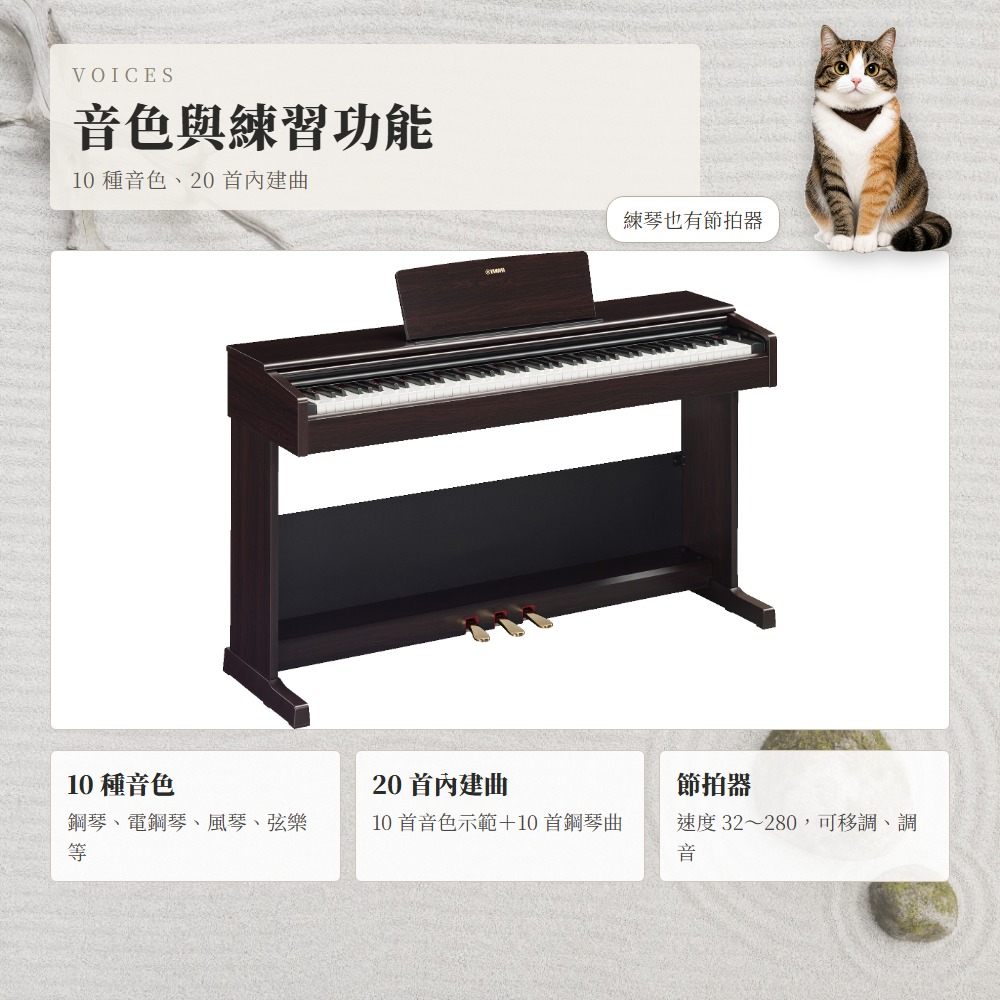 VOICES
音色與練習功能
10 種音色、20 首內建曲
練琴也有節拍器
YAMAHA
10 種音色
鋼琴、電鋼琴、風琴、弦樂
等
20 首內建曲
10 首音色示範＋10 首鋼琴曲
節拍器
速度 32～280，可移調、調
音